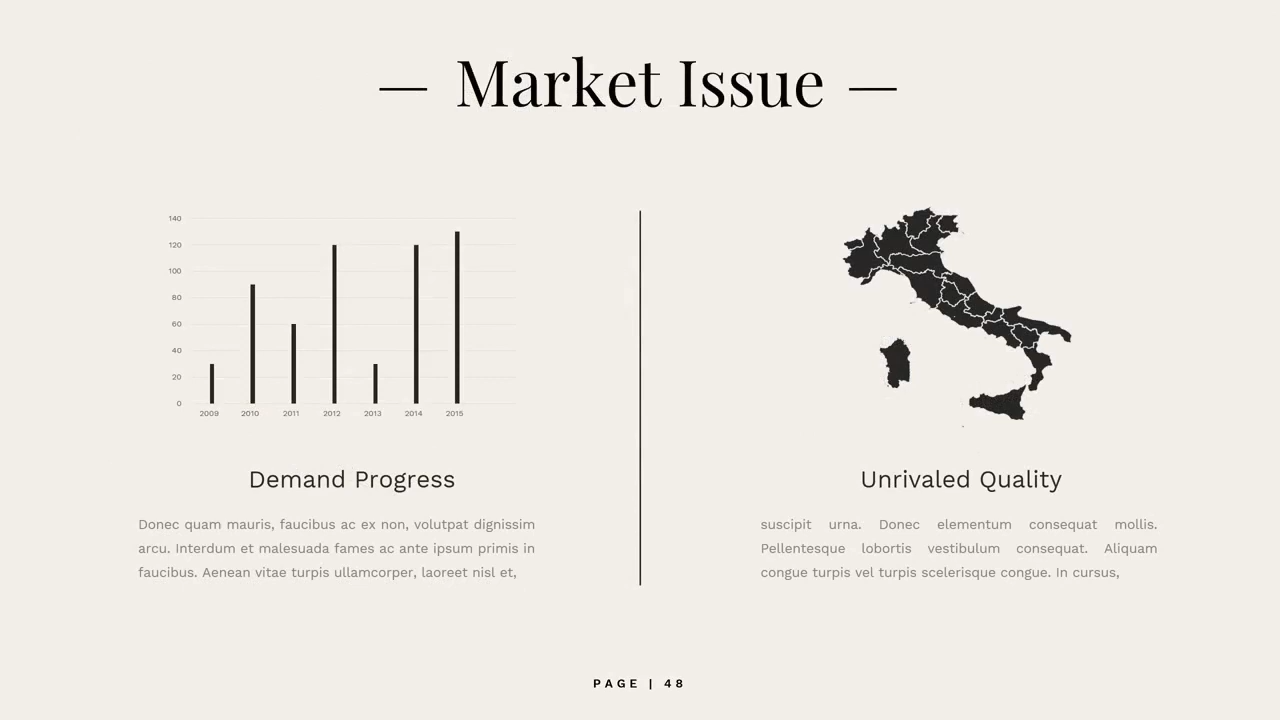 — Market Issue —
140
120
100
80
60
40
20
0
2009 2010 2011 2012 2013 2014 2015
Demand Progress
Donec quam mauris, faucibus ac ex non, volutpat dignissim
arcu. Interdum et malesuada fames ac ante ipsum primis in
faucibus. Aenean vitae turpis ullamcorper, laoreet nisl et,
Unrivaled Quality
suscipit urna. Donec elementum consequat mollis.
Pellentesque lobortis vestibulum consequat. Aliquam
congue turpis vel turpis scelerisque congue. In cursus,
PAGE | 48